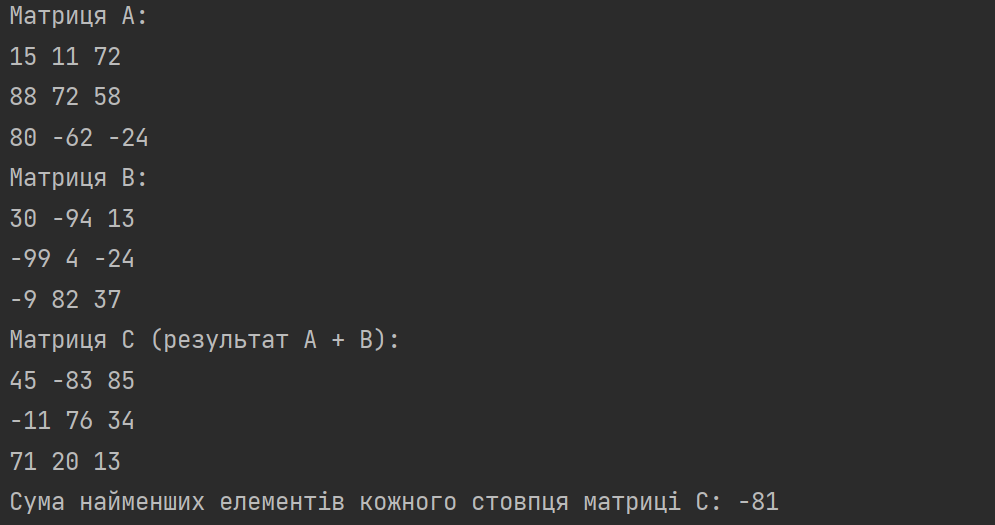 Матриця A:
15 11 72
88 72 58
80 -62 -24
Матриця B:
30 -94 13
-99 4 -24
-9 82 37
Матриця C (результат A + B):
45 -83 85
-11 76 34
71 20 13
Сума найменших елементів кожного стовпця матриці C: -81